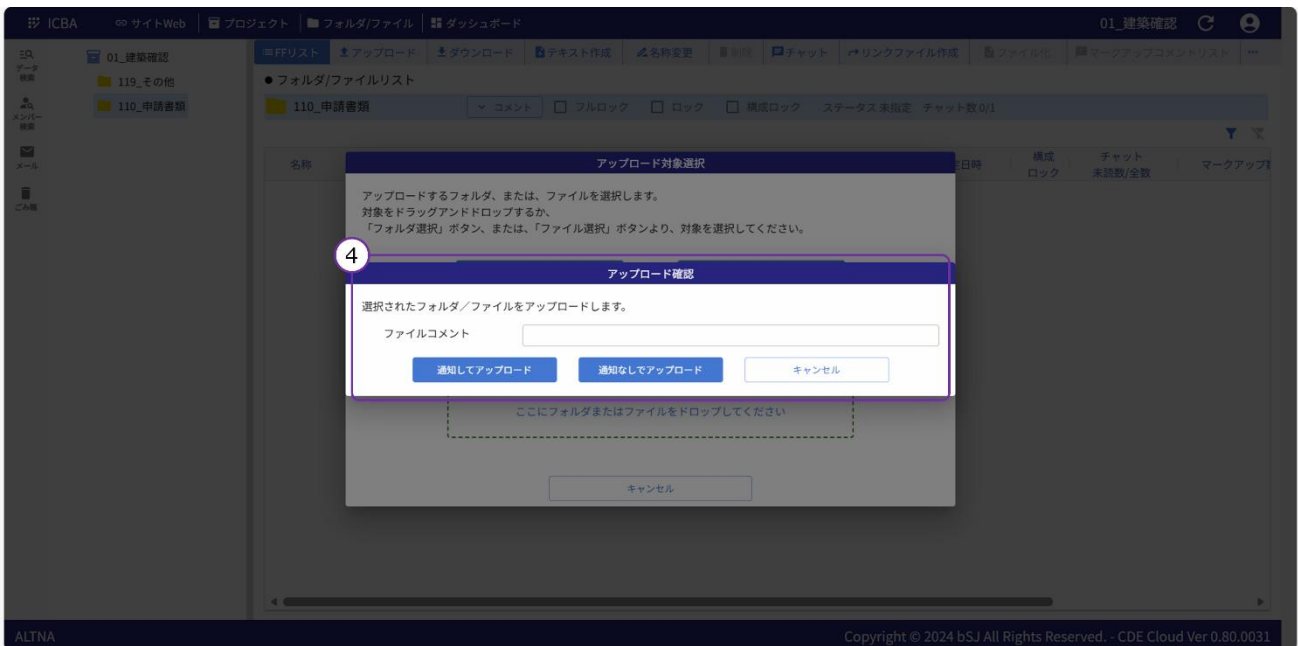 ICBA サイトWeb プロジェクト フォルダ/ファイル ダッシュボード 01_建築確認
データ検索
メンバー検索
メール
ごみ箱
01_建築確認
119_その他
110_申請書類
FFリスト アップロード ダウンロード テキスト作成 名称変更 削除 チャット リンクファイル作成 ファイル化 マークアップコメントリスト ...
●フォルダ/ファイルリスト
110_申請書類 コメント フルロック ロック 構成ロック ステータス 未指定 チャット数 0/1
名称 日時 構成ロック チャット未読数/全数 マークアップ
アップロード対象選択
アップロードするフォルダ、または、ファイルを選択します。
対象をドラッグアンドドロップするか、
「フォルダ選択」ボタン、または、「ファイル選択」ボタンより、対象を選択してください。
4
アップロード確認
選択されたフォルダ／ファイルをアップロードします。
ファイルコメント
通知してアップロード 通知なしでアップロード キャンセル
ここにフォルダまたはファイルをドロップしてください
キャンセル
ALTNA Copyright © 2024 bSJ All Rights Reserved. - CDE Cloud Ver 0.80.0031